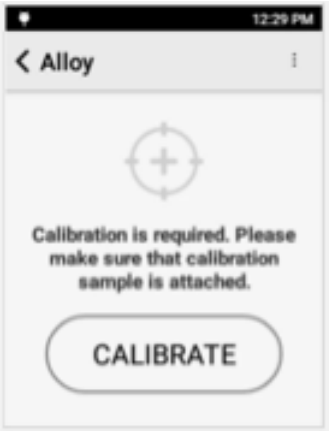 12:29 PM
Alloy
Calibration is required. Please
make sure that calibration
sample is attached.
CALIBRATE